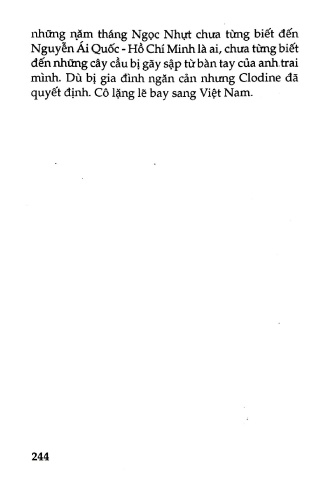 những nặm tháng Ngọc Nhựt chưa từng biết đến
Nguyễn Ái Quốc - Hồ Chí Minh là ai, chưa từng biết
đến những cây cầu bị gãy sập từ bàn tay của anh trai
mình. Dù bị gia đình ngăn cản nhưng Clodine đã
quyết định. Cô lặng lẽ bay sang Việt Nam.
244